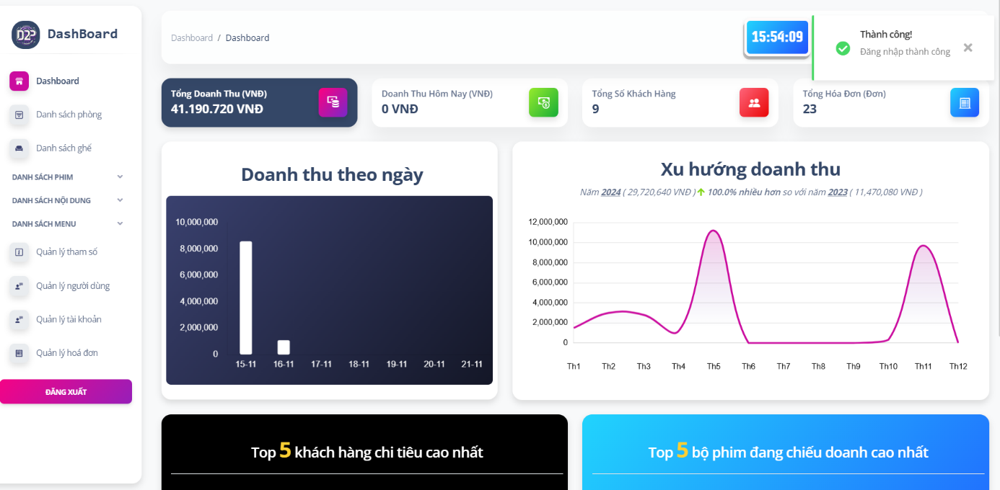 D2P DashBoard
Dashboard
Danh sách phòng
Danh sách ghế
DANH SÁCH PHIM
DANH SÁCH NỘI DUNG
DANH SÁCH MENU
Quản lý tham số
Quản lý người dùng
Quản lý tài khoản
Quản lý hoá đơn
ĐĂNG XUẤT
Dashboard / Dashboard
15:54:09
Thành công!
Đăng nhập thành công
Tổng Doanh Thu (VNĐ)
41.190.720 VNĐ
Doanh Thu Hôm Nay (VNĐ)
0 VNĐ
Tổng Số Khách Hàng
9
Tổng Hóa Đơn (Đơn)
23
Doanh thu theo ngày
10,000,000
8,000,000
6,000,000
4,000,000
2,000,000
0
15-11 16-11 17-11 18-11 19-11 20-11 21-11
Xu hướng doanh thu
Năm 2024 ( 29,720,640 VNĐ ) 100.0% nhiều hơn so với năm 2023 ( 11,470,080 VNĐ )
12,000,000
10,000,000
8,000,000
6,000,000
4,000,000
2,000,000
0
Th1 Th2 Th3 Th4 Th5 Th6 Th7 Th8 Th9 Th10 Th11 Th12
Top 5 khách hàng chi tiêu cao nhất
Top 5 bộ phim đang chiếu doanh cao nhất